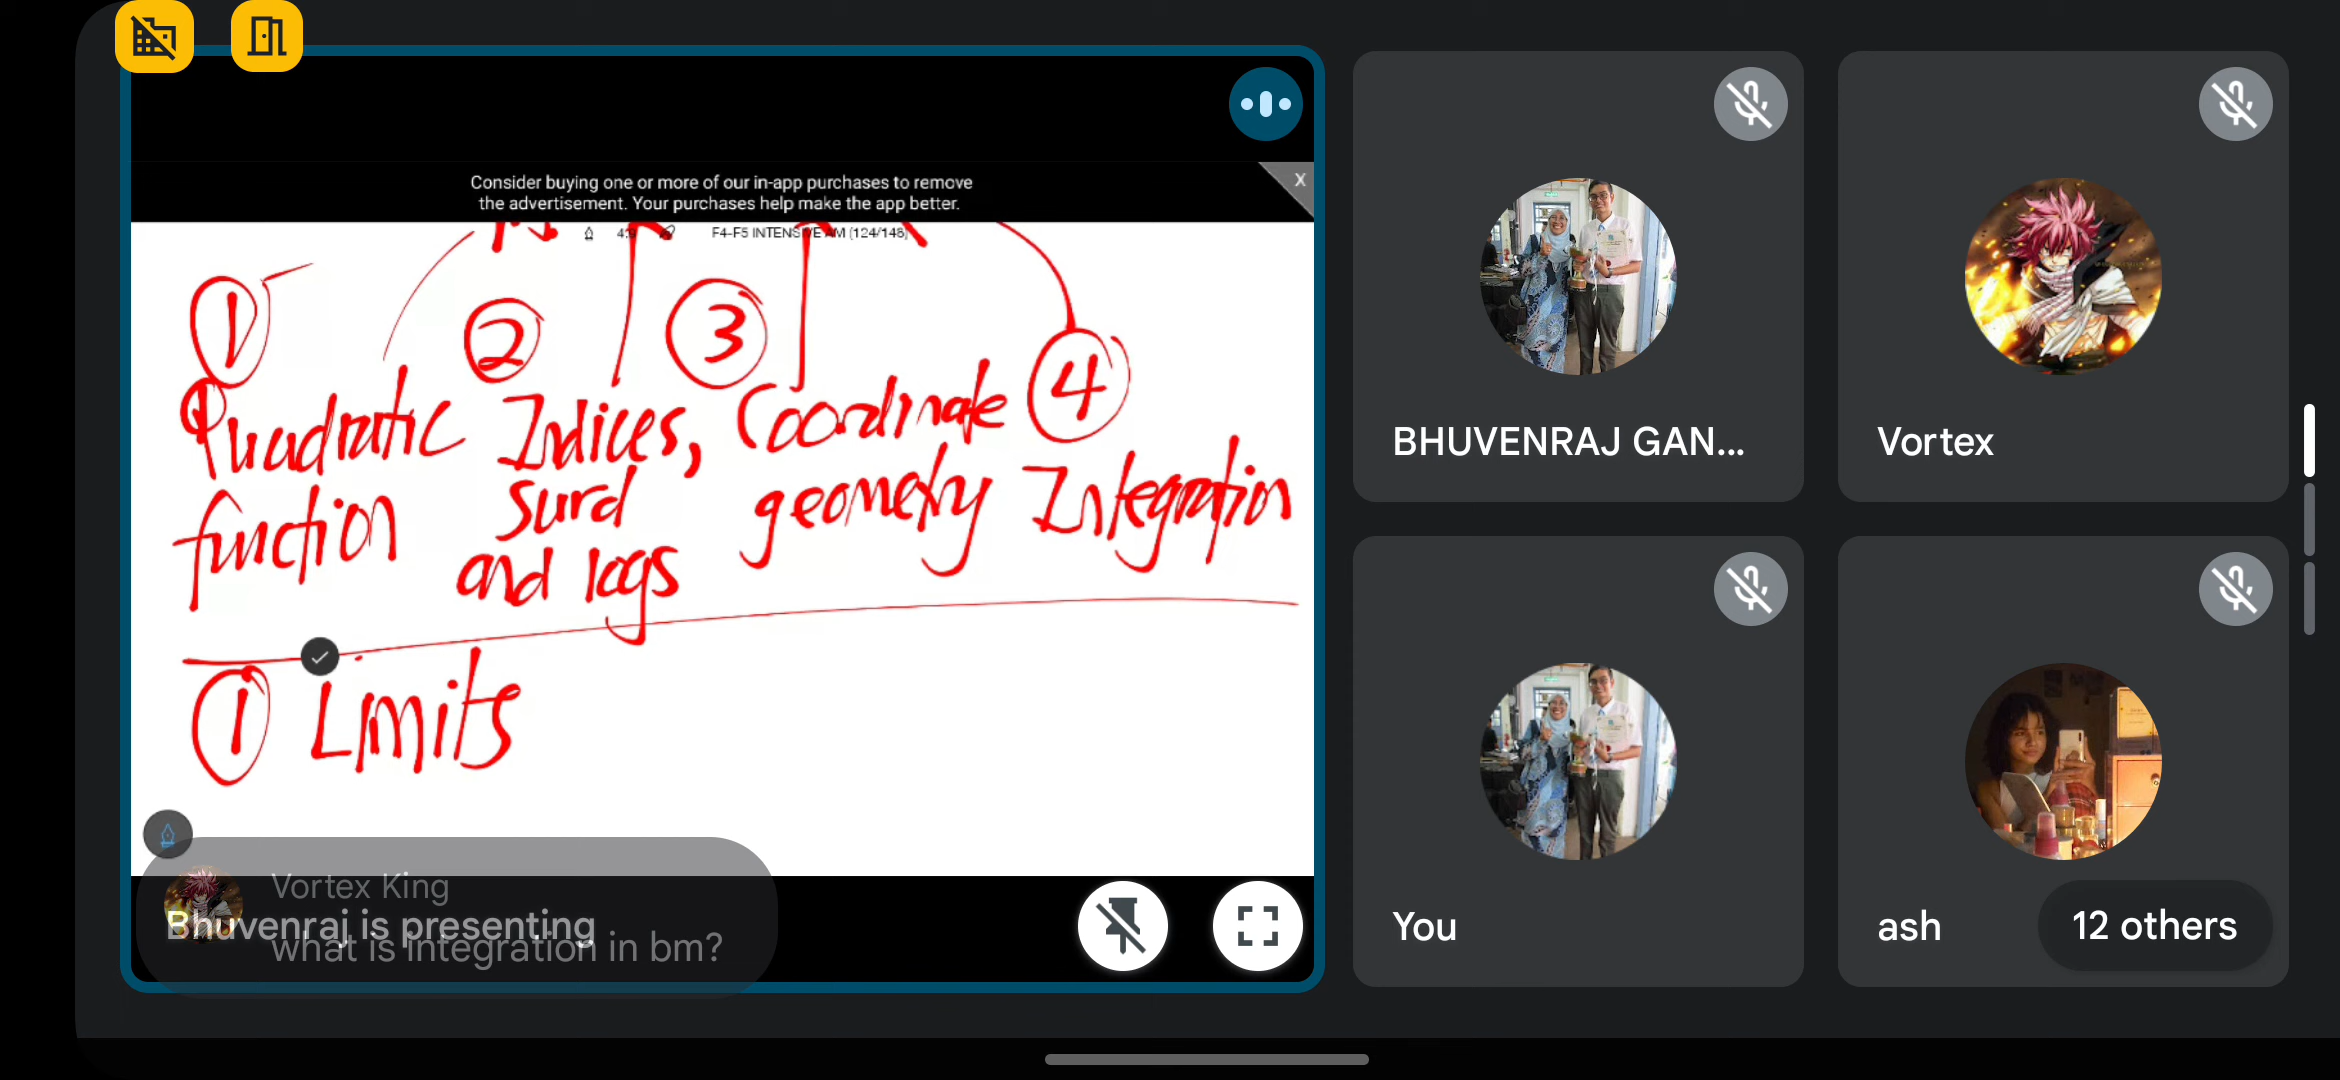 Consider buying one or more of our in-app purchases to remove
the advertisement. Your purchases help make the app better.
X
F4-F5 INTENSIVE AM (124/148)
① ② ③ ④
Quadratic Indices, Coordinate
function Surd geometry Integration
and logs
① Limits
Vortex King
Bhuvenraj is presenting
what is integration in bm?
BHUVENRAJ GAN...
Vortex
You
ash
12 others